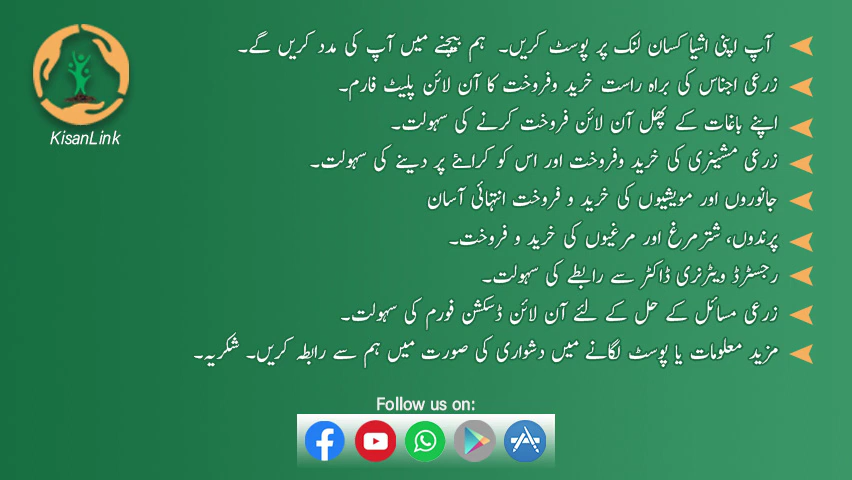 KisanLink
آپ اپنی اشیا کسان لنک پر پوسٹ کریں۔ ہم بیچنے میں آپ کی مدد کریں گے۔
زرعی اجناس کی براہ راست خرید وفروخت کا آن لائن پلیٹ فارم۔
اپنے باغات کے پھل آن لائن فروخت کرنے کی سہولت۔
زرعی مشینری کی خرید وفروخت اور اس کو کرائے پر دینے کی سہولت۔
جانوروں اور مویشیوں کی خرید و فروخت انتہائی آسان
پرندوں، شترمرغ اور مرغیوں کی خرید و فروخت۔
رجسٹرڈ ویٹرنری ڈاکٹر سے رابطے کی سہولت۔
زرعی مسائل کے حل کے لئے آن لائن ڈسکشن فورم کی سہولت۔
مزید معلومات یا پوسٹ لگانے میں دشواری کی صورت میں ہم سے رابطہ کریں۔ شکریہ۔
Follow us on: